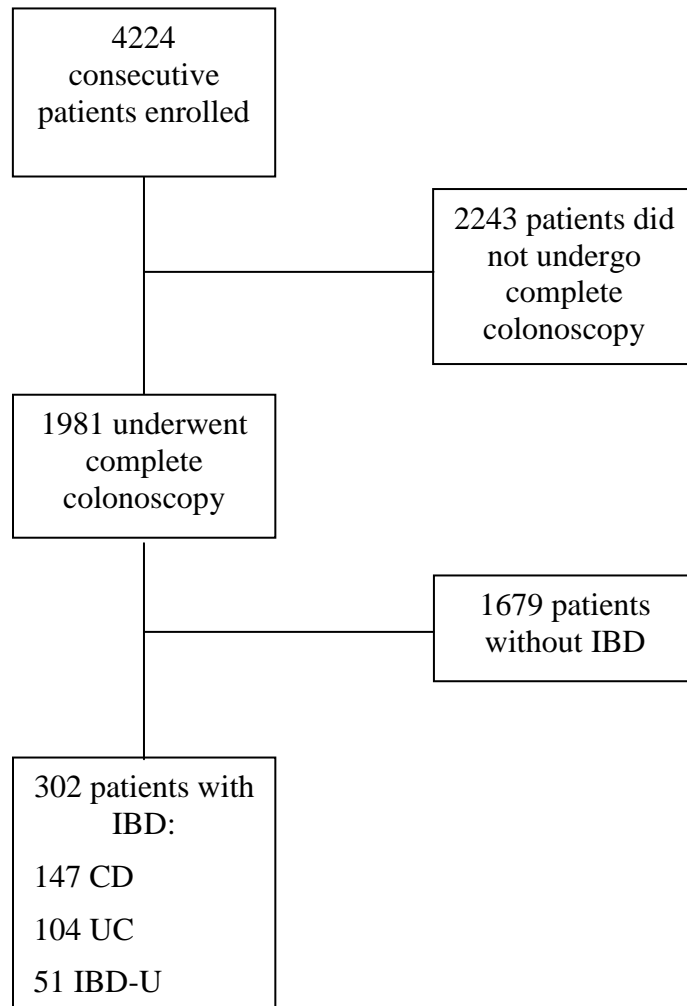 4224
consecutive
patients enrolled
2243 patients did
not undergo
complete
colonoscopy
1981 underwent
complete
colonoscopy
1679 patients
without IBD
302 patients with
IBD:
147 CD
104 UC
51 IBD-U